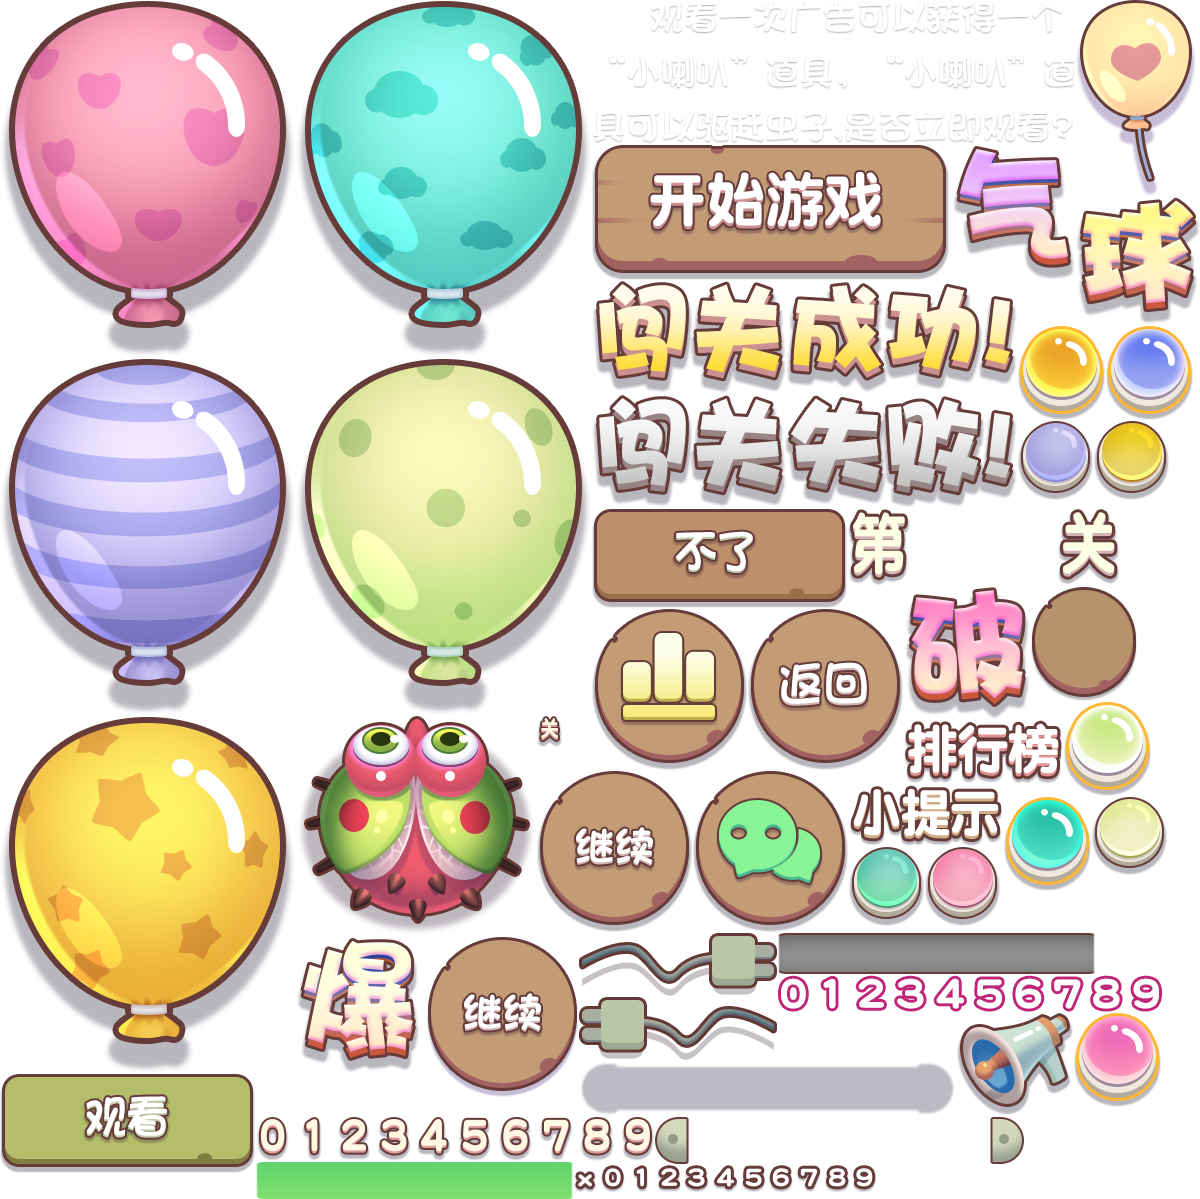 观看一次广告可以获得一个
“小喇叭”道具，“小喇叭”道
具可以驱赶虫子,是否立即观看?
开始游戏
气
球
闯关成功!
闯关失败!
不了
第 关
破
返回
排行榜
关
小提示
继续
爆
继续
0123456789
观看
0123456789
×0123456789